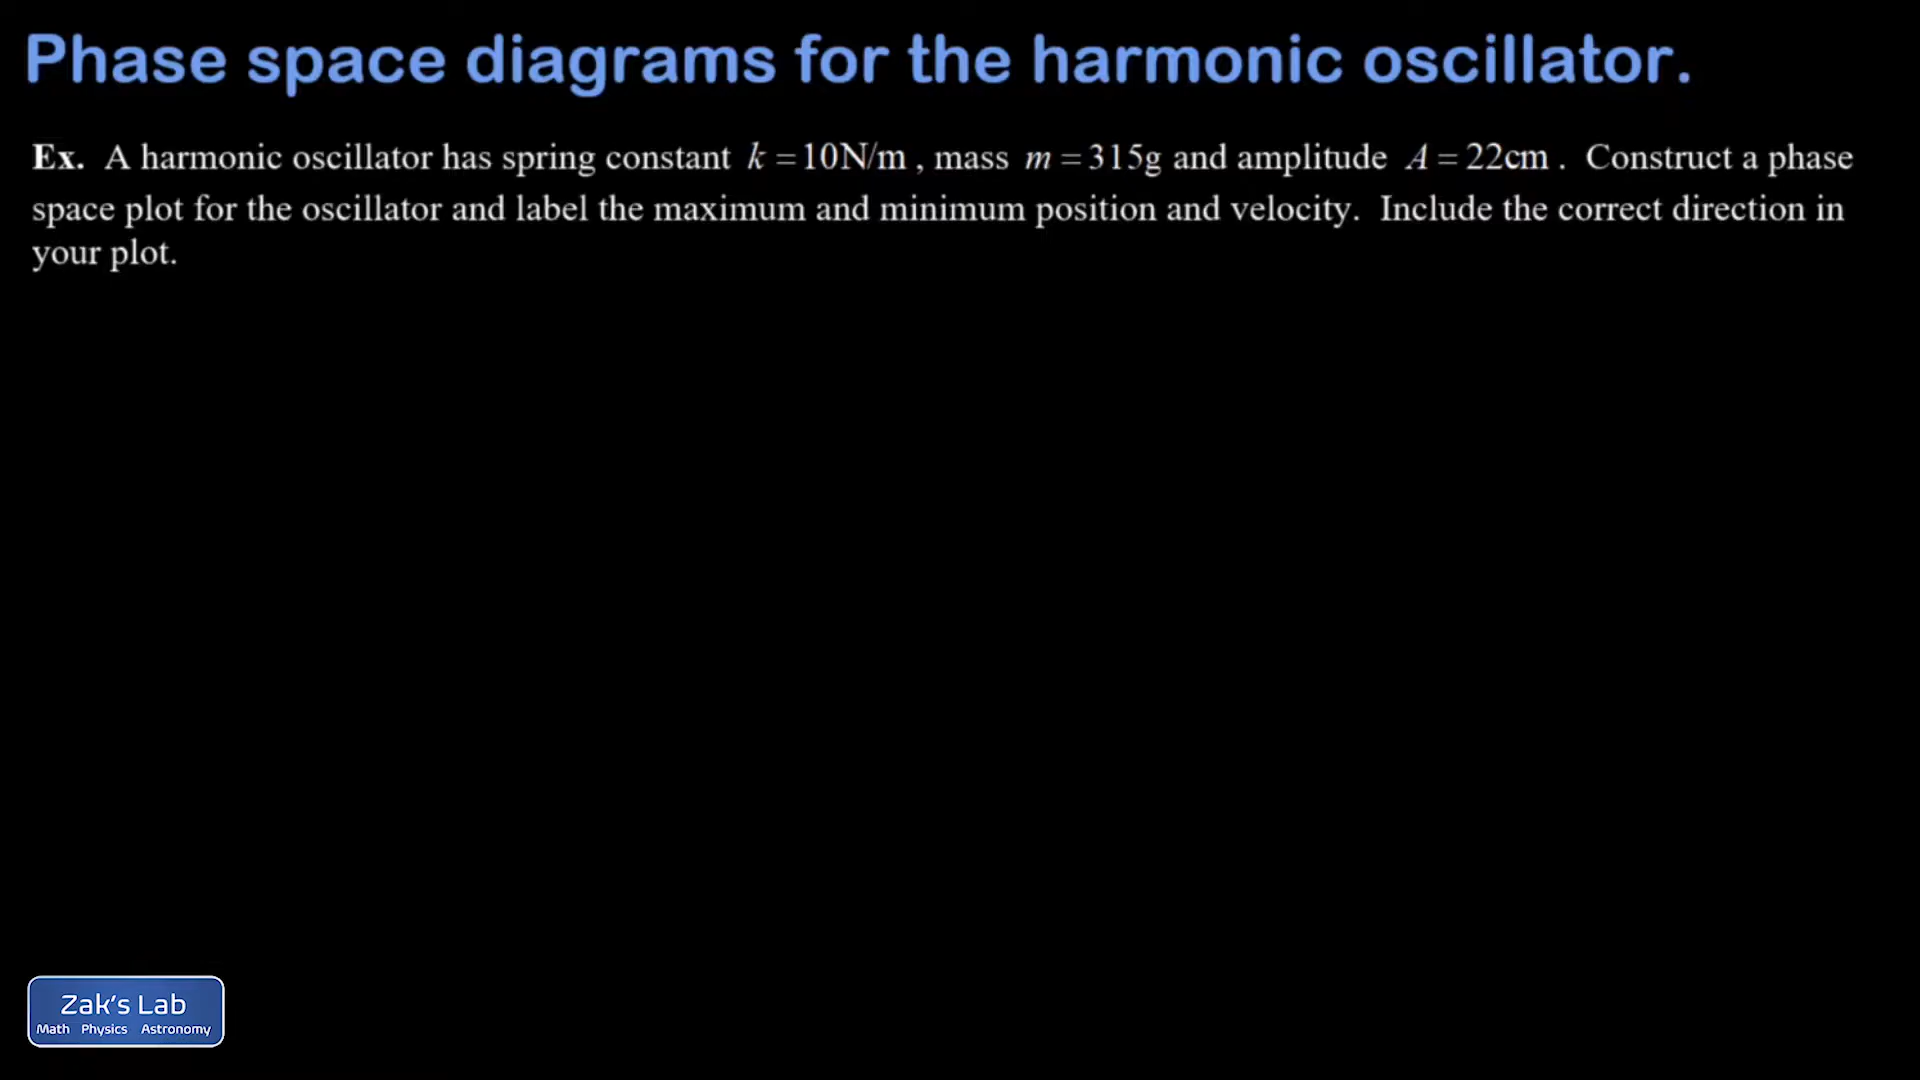 Phase space diagrams for the harmonic oscillator.
Ex. A harmonic oscillator has spring constant k = 10N/m , mass m = 315g and amplitude A = 22cm . Construct a phase
space plot for the oscillator and label the maximum and minimum position and velocity. Include the correct direction in
your plot.
Zak's Lab
Math Physics Astronomy